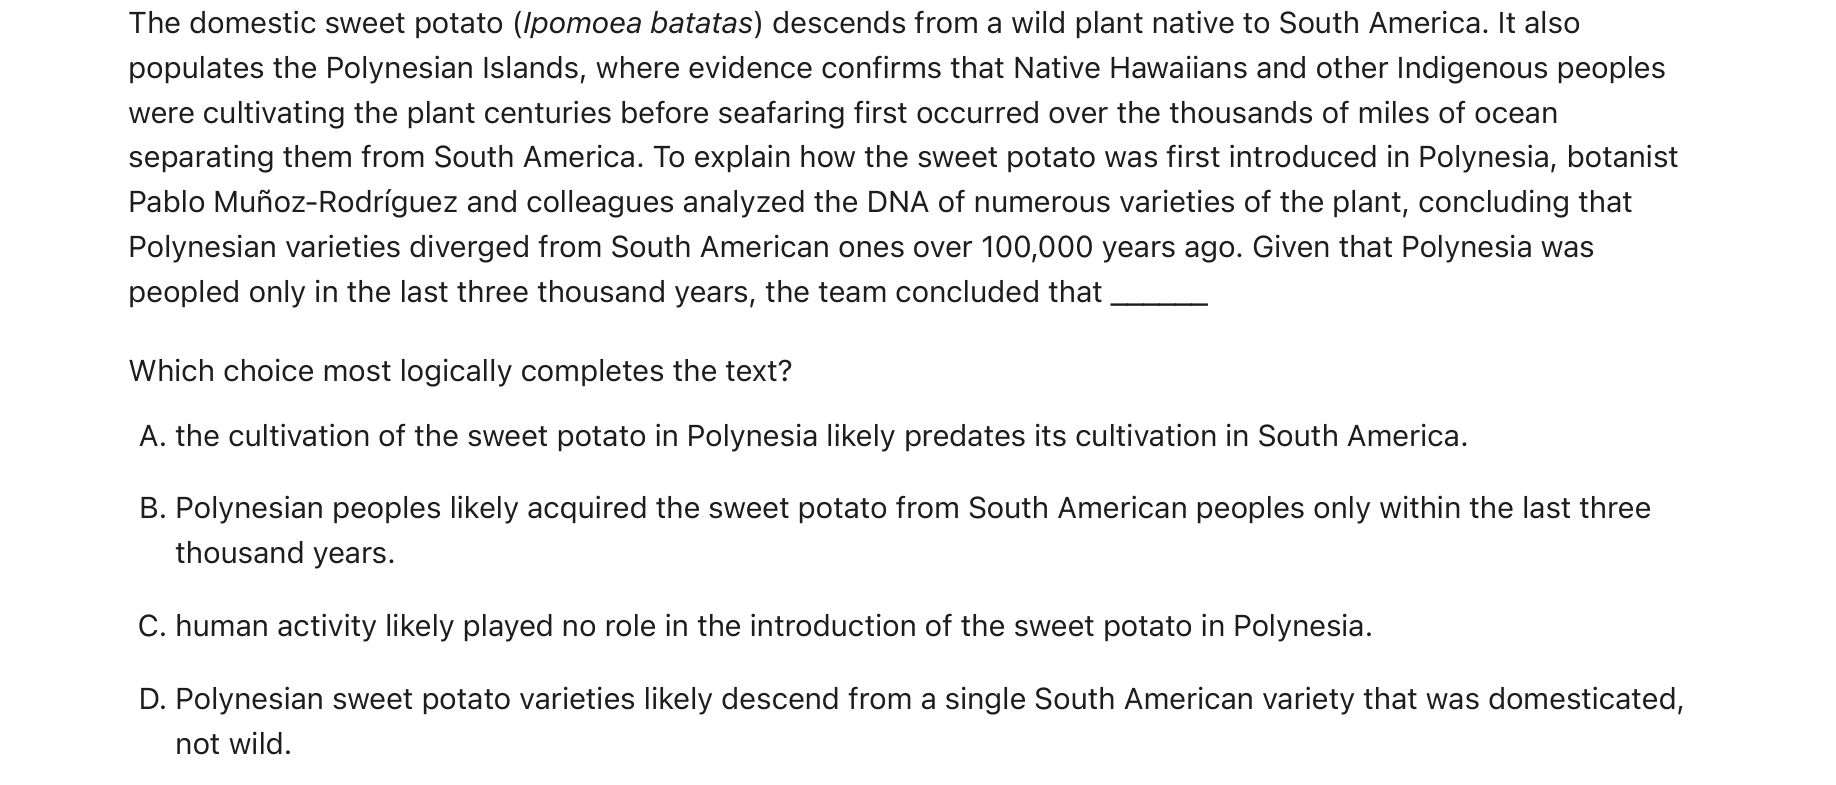 The domestic sweet potato (Ipomoea batatas) descends from a wild plant native to South America. It also
populates the Polynesian Islands, where evidence confirms that Native Hawaiians and other Indigenous peoples
were cultivating the plant centuries before seafaring first occurred over the thousands of miles of ocean
separating them from South America. To explain how the sweet potato was first introduced in Polynesia, botanist
Pablo Muñoz-Rodríguez and colleagues analyzed the DNA of numerous varieties of the plant, concluding that
Polynesian varieties diverged from South American ones over 100,000 years ago. Given that Polynesia was
peopled only in the last three thousand years, the team concluded that ______
Which choice most logically completes the text?
A. the cultivation of the sweet potato in Polynesia likely predates its cultivation in South America.
B. Polynesian peoples likely acquired the sweet potato from South American peoples only within the last three
thousand years.
C. human activity likely played no role in the introduction of the sweet potato in Polynesia.
D. Polynesian sweet potato varieties likely descend from a single South American variety that was domesticated,
not wild.